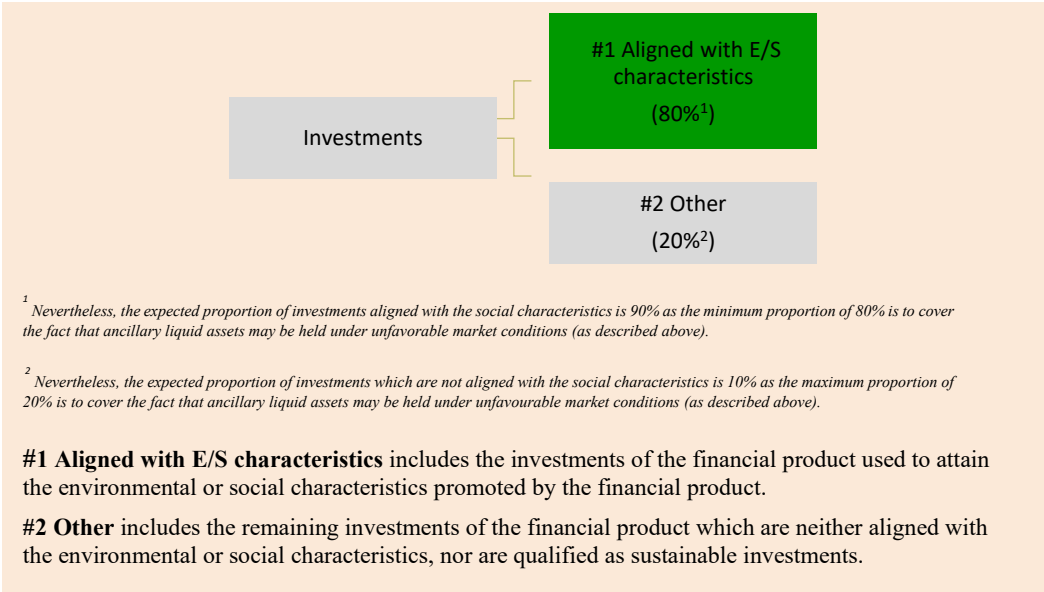 #1 Aligned with E/S
characteristics
(80%¹)
Investments
#2 Other
(20%²)
¹ Nevertheless, the expected proportion of investments aligned with the social characteristics is 90% as the minimum proportion of 80% is to cover
the fact that ancillary liquid assets may be held under unfavorable market conditions (as described above).
² Nevertheless, the expected proportion of investments which are not aligned with the social characteristics is 10% as the maximum proportion of
20% is to cover the fact that ancillary liquid assets may be held under unfavourable market conditions (as described above).
#1 Aligned with E/S characteristics includes the investments of the financial product used to attain
the environmental or social characteristics promoted by the financial product.
#2 Other includes the remaining investments of the financial product which are neither aligned with
the environmental or social characteristics, nor are qualified as sustainable investments.